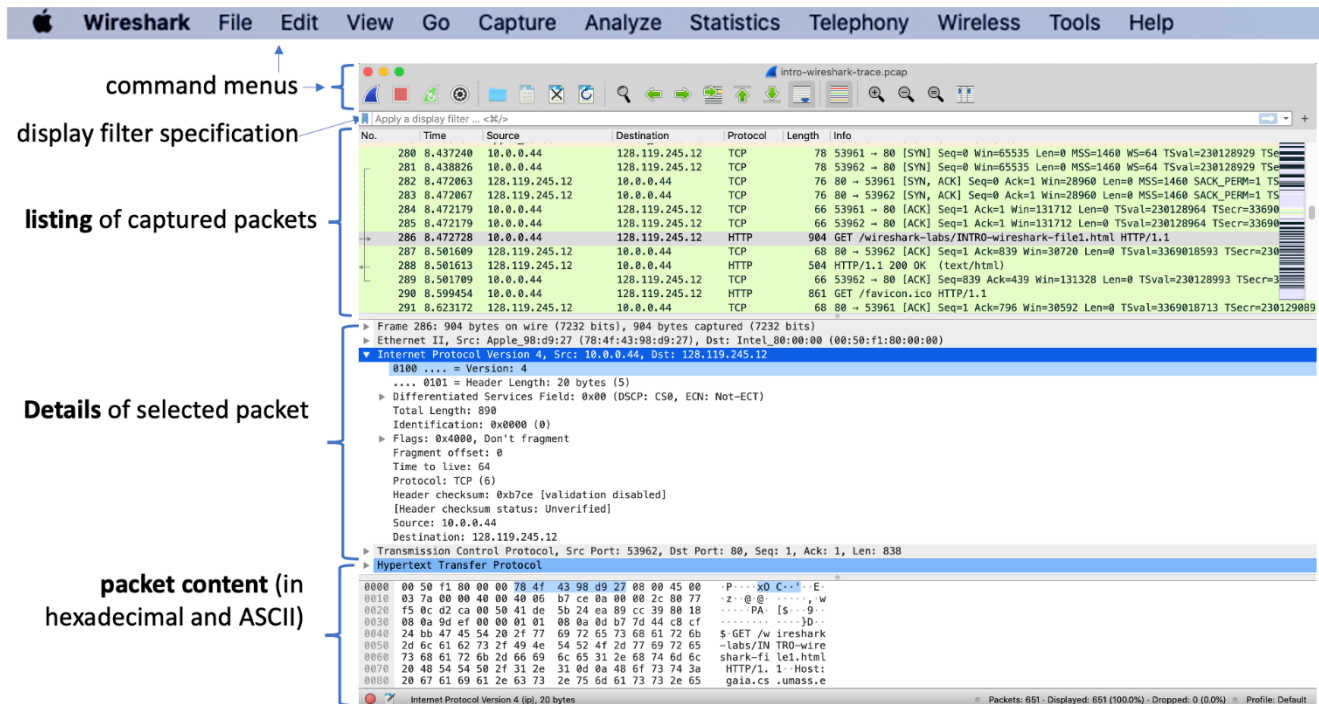 Wireshark File Edit View Go Capture Analyze Statistics Telephony Wireless Tools Help
command menus
intro-wireshark-trace.pcap
display filter specification
Apply a display filter ... <⌘/>
+
No. Time Source Destination Protocol Length Info
280 8.437240 10.0.0.44 128.119.245.12 TCP 78 53961 → 80 [SYN] Seq=0 Win=65535 Len=0 MSS=1460 WS=64 TSval=230128929 TSe
281 8.438826 10.0.0.44 128.119.245.12 TCP 78 53962 → 80 [SYN] Seq=0 Win=65535 Len=0 MSS=1460 WS=64 TSval=230128929 TSe
282 8.472063 128.119.245.12 10.0.0.44 TCP 76 80 → 53961 [SYN, ACK] Seq=0 Ack=1 Win=28960 Len=0 MSS=1460 SACK_PERM=1 TS
283 8.472067 128.119.245.12 10.0.0.44 TCP 76 80 → 53962 [SYN, ACK] Seq=0 Ack=1 Win=28960 Len=0 MSS=1460 SACK_PERM=1 TS
284 8.472179 10.0.0.44 128.119.245.12 TCP 66 53961 → 80 [ACK] Seq=1 Ack=1 Win=131712 Len=0 TSval=230128964 TSecr=33690
285 8.472179 10.0.0.44 128.119.245.12 TCP 66 53962 → 80 [ACK] Seq=1 Ack=1 Win=131712 Len=0 TSval=230128964 TSecr=33690
286 8.472728 10.0.0.44 128.119.245.12 HTTP 904 GET /wireshark-labs/INTRO-wireshark-file1.html HTTP/1.1
287 8.501609 128.119.245.12 10.0.0.44 TCP 68 80 → 53962 [ACK] Seq=1 Ack=839 Win=30720 Len=0 TSval=3369018593 TSecr=230
288 8.501613 128.119.245.12 10.0.0.44 HTTP 504 HTTP/1.1 200 OK (text/html)
289 8.501709 10.0.0.44 128.119.245.12 TCP 66 53962 → 80 [ACK] Seq=839 Ack=439 Win=131328 Len=0 TSval=230128993 TSecr=3
290 8.599454 10.0.0.44 128.119.245.12 HTTP 861 GET /favicon.ico HTTP/1.1
291 8.623172 128.119.245.12 10.0.0.44 TCP 68 80 → 53961 [ACK] Seq=1 Ack=796 Win=30592 Len=0 TSval=3369018713 TSecr=230129089
listing of captured packets
Frame 286: 904 bytes on wire (7232 bits), 904 bytes captured (7232 bits)
Ethernet II, Src: Apple_98:d9:27 (78:4f:43:98:d9:27), Dst: Intel_80:00:00 (00:50:f1:80:00:00)
Internet Protocol Version 4, Src: 10.0.0.44, Dst: 128.119.245.12
0100 .... = Version: 4
.... 0101 = Header Length: 20 bytes (5)
Differentiated Services Field: 0x00 (DSCP: CS0, ECN: Not-ECT)
Total Length: 890
Identification: 0x0000 (0)
Flags: 0x4000, Don't fragment
Fragment offset: 0
Time to live: 64
Protocol: TCP (6)
Header checksum: 0xb7ce [validation disabled]
[Header checksum status: Unverified]
Source: 10.0.0.44
Destination: 128.119.245.12
Transmission Control Protocol, Src Port: 53962, Dst Port: 80, Seq: 1, Ack: 1, Len: 838
Hypertext Transfer Protocol
Details of selected packet
packet content (in
hexadecimal and ASCII)
0000 00 50 f1 80 00 00 78 4f 43 98 d9 27 08 00 45 00 ·P····xO C··'··E·
0010 03 7a 00 00 40 00 40 06 b7 ce 0a 00 00 2c 80 77 ·z··@·@· ·····,·w
0020 f5 0c d2 ca 00 50 41 de 5b 24 ea 89 cc 39 80 18 ·····PA· [$···9··
0030 08 0a 9d ef 00 00 01 01 08 0a 0d b7 7d 44 c8 cf ········ ····}D··
0040 24 bb 47 45 54 20 2f 77 69 72 65 73 68 61 72 6b $·GET /w ireshark
0050 2d 6c 61 62 73 2f 49 4e 54 52 4f 2d 77 69 72 65 -labs/IN TRO-wire
0060 73 68 61 72 6b 2d 66 69 6c 65 31 2e 68 74 6d 6c shark-fi le1.html
0070 20 48 54 54 50 2f 31 2e 31 0d 0a 48 6f 73 74 3a HTTP/1. 1··Host:
0080 20 67 61 69 61 2e 63 73 2e 75 6d 61 73 73 2e 65 gaia.cs .umass.e
Internet Protocol Version 4 (ip), 20 bytes
Packets: 651 · Displayed: 651 (100.0%) · Dropped: 0 (0.0%)
Profile: Default